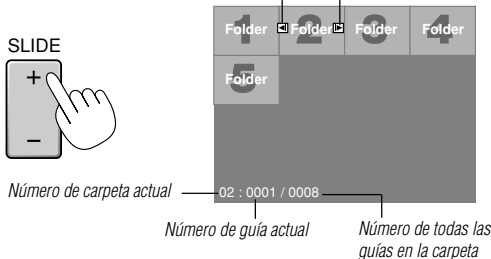 SLIDE
+
–
1 Folder 2 Folder 3 Folder 4 Folder
5 Folder
02 : 0001 / 0008
Número de carpeta actual
Número de guía actual
Número de todas las
guías en la carpeta